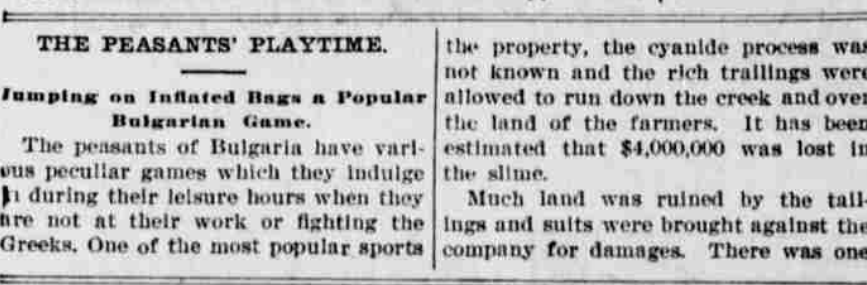 THE PEASANTS' PLAYTIME.
Jumping on Inflated Bags a Popular
Bulgarian Game.
The peasants of Bulgaria have vari-
ous peculiar games which they indulge
in during their leisure hours when they
are not at their work or fighting the
Greeks. One of the most popular sports
the property, the cyanide process was
not known and the rich trailings were
allowed to run down the creek and over
the land of the farmers. It has been
estimated that $4,000,000 was lost in
the slime.
Much land was ruined by the tail-
ings and suits were brought against the
company for damages. There was one